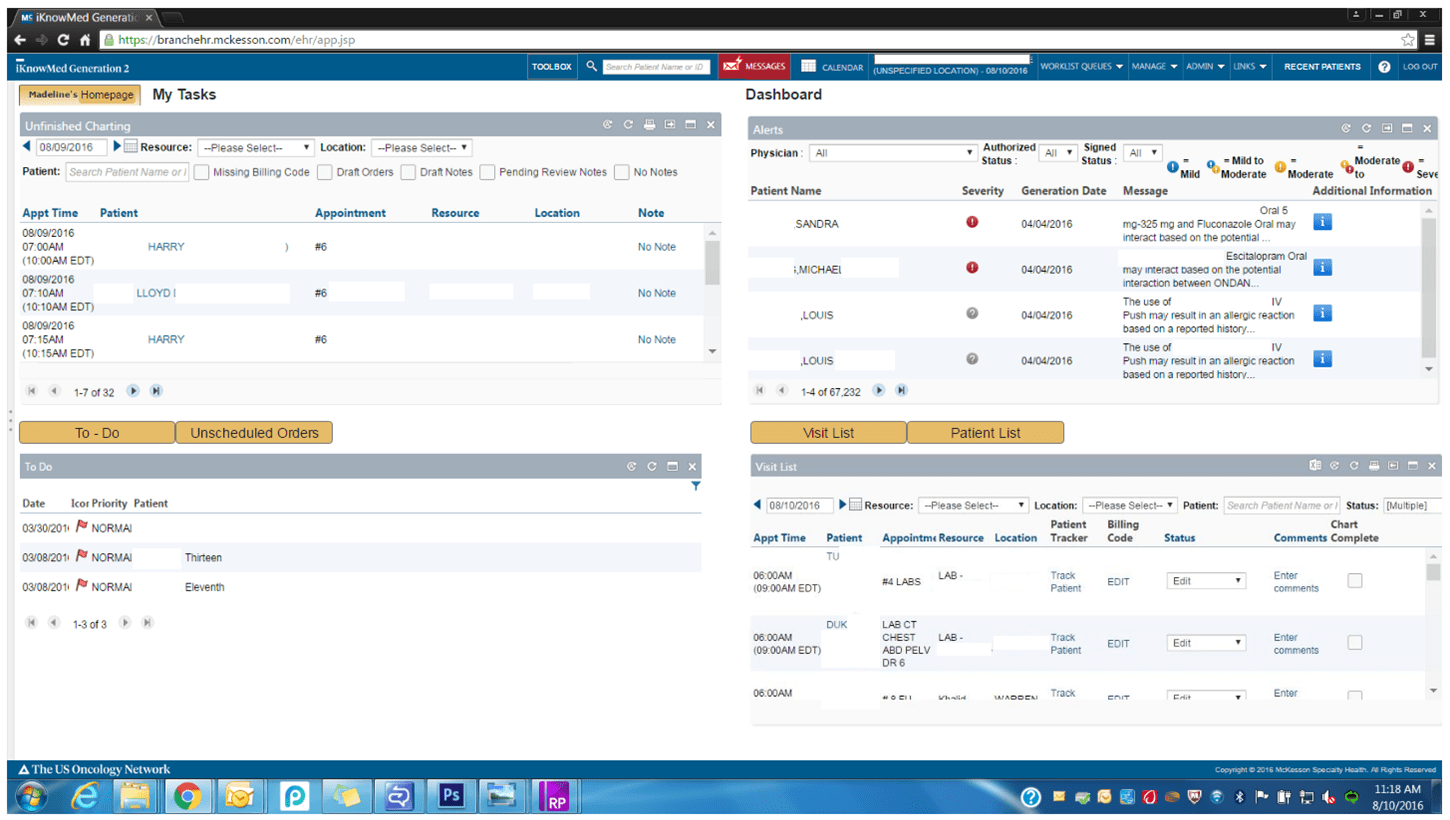 iKnowMed Generatio
https://branchehr.mckesson.com/ehr/app.jsp
iKnowMed Generation 2
TOOLBOX
Search Patient Name or ID
MESSAGES
CALENDAR
(UNSPECIFIED LOCATION) - 08/10/2016
WORKLIST QUEUES
MANAGE
ADMIN
LINKS
RECENT PATIENTS
LOG OUT
Madeline's Homepage
My Tasks
Unfinished Charting
08/09/2016
Resource: --Please Select--
Location: --Please Select--
Patient: Search Patient Name or I
Missing Billing Code
Draft Orders
Draft Notes
Pending Review Notes
No Notes
Appt Time Patient Appointment Resource Location Note
08/09/2016
07:00AM HARRY ) #6 No Note
(10:00AM EDT)
08/09/2016
07:10AM LLOYD #6 No Note
(10:10AM EDT)
08/09/2016
07:15AM HARRY #6 No Note
(10:15AM EDT)
1-7 of 32
To - Do
Unscheduled Orders
To Do
Date Icor Priority Patient
03/30/201 NORMAI
03/08/201 NORMAI Thirteen
03/08/201 NORMAI Eleventh
1-3 of 3
Dashboard
Alerts
Physician : All
Authorized Status : All
Signed Status : All
= Mild
= Mild to Moderate
= Moderate
= Moderate to
= Seve
Patient Name Severity Generation Date Message Additional Information
,SANDRA 04/04/2016
Oral 5
mg-325 mg and Fluconazole Oral may
interact based on the potential ...
,MICHAEL 04/04/2016
Escitalopram Oral
may interact based on the potential
interaction between ONDAN...
,LOUIS 04/04/2016
The use of IV
Push may result in an allergic reaction
based on a reported history...
,LOUIS 04/04/2016
The use of IV
Push may result in an allergic reaction
based on a reported history...
1-4 of 67,232
Visit List
Patient List
Visit List
08/10/2016
Resource: --Please Select--
Location: --Please Select--
Patient: Search Patient Name or I
Status: [Multiple]
Appt Time Patient Appointme Resource Location Patient Tracker Billing Code Status Comments Chart Complete
TU
06:00AM
(09:00AM EDT)
#4 LABS
LAB -
Track
Patient
EDIT
Edit
Enter
comments
DUK
06:00AM
(09:00AM EDT)
LAB CT
CHEST
ABD PELV
DR 6
LAB -
Track
Patient
EDIT
Edit
Enter
comments
06:00AM
# 8 FU
Khalid
WARREN
Track
EDIT
Edit
Enter
The US Oncology Network
Copyright © 2016 McKesson Specialty Health. All Rights Reserved
Ps
RP
11:18 AM
8/10/2016